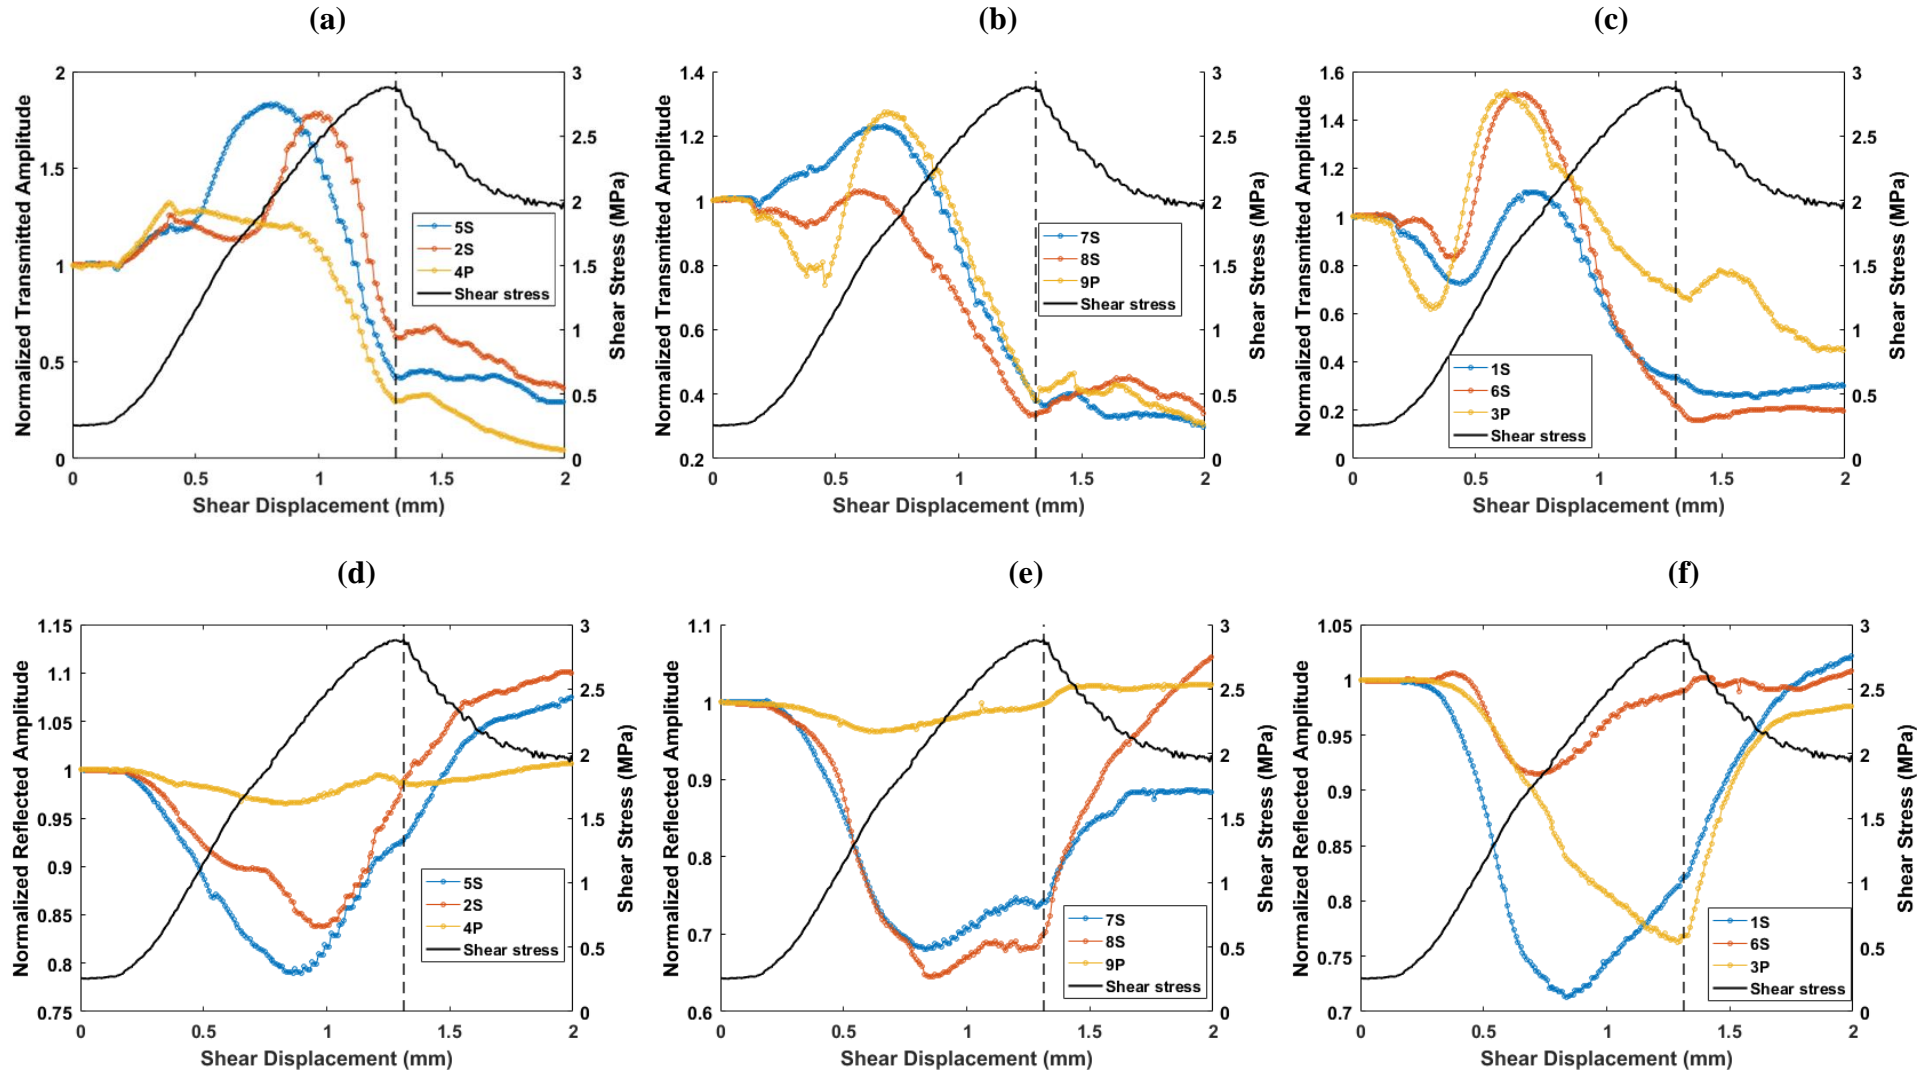 (a)
(b)
(c)
Normalized Transmitted Amplitude
2
1.5
1
0.5
0
3
2.5
2
1.5
1
0.5
0
Shear Stress (MPa)
5S
2S
4P
Shear stress
0
0.5
1
1.5
2
Shear Displacement (mm)
Normalized Transmitted Amplitude
1.4
1.2
1
0.8
0.6
0.4
0.2
3
2.5
2
1.5
1
0.5
0
Shear Stress (MPa)
7S
8S
9P
Shear stress
0
0.5
1
1.5
2
Shear Displacement (mm)
Normalized Transmitted Amplitude
1.6
1.4
1.2
1
0.8
0.6
0.4
0.2
0
3
2.5
2
1.5
1
0.5
0
Shear Stress (MPa)
1S
6S
3P
Shear stress
0
0.5
1
1.5
2
Shear Displacement (mm)
(d)
(e)
(f)
Normalized Reflected Amplitude
1.15
1.1
1.05
1
0.95
0.9
0.85
0.8
0.75
3
2.5
2
1.5
1
0.5
0
Shear Stress (MPa)
5S
2S
4P
Shear stress
0
0.5
1
1.5
2
Shear Displacement (mm)
Normalized Reflected Amplitude
1.1
1
0.9
0.8
0.7
0.6
3
2.5
2
1.5
1
0.5
0
Shear Stress (MPa)
7S
8S
9P
Shear stress
0
0.5
1
1.5
2
Shear Displacement (mm)
Normalized Reflected Amplitude
1.05
1
0.95
0.9
0.85
0.8
0.75
0.7
3
2.5
2
1.5
1
0.5
0
Shear Stress (MPa)
1S
6S
3P
Shear stress
0
0.5
1
1.5
2
Shear Displacement (mm)